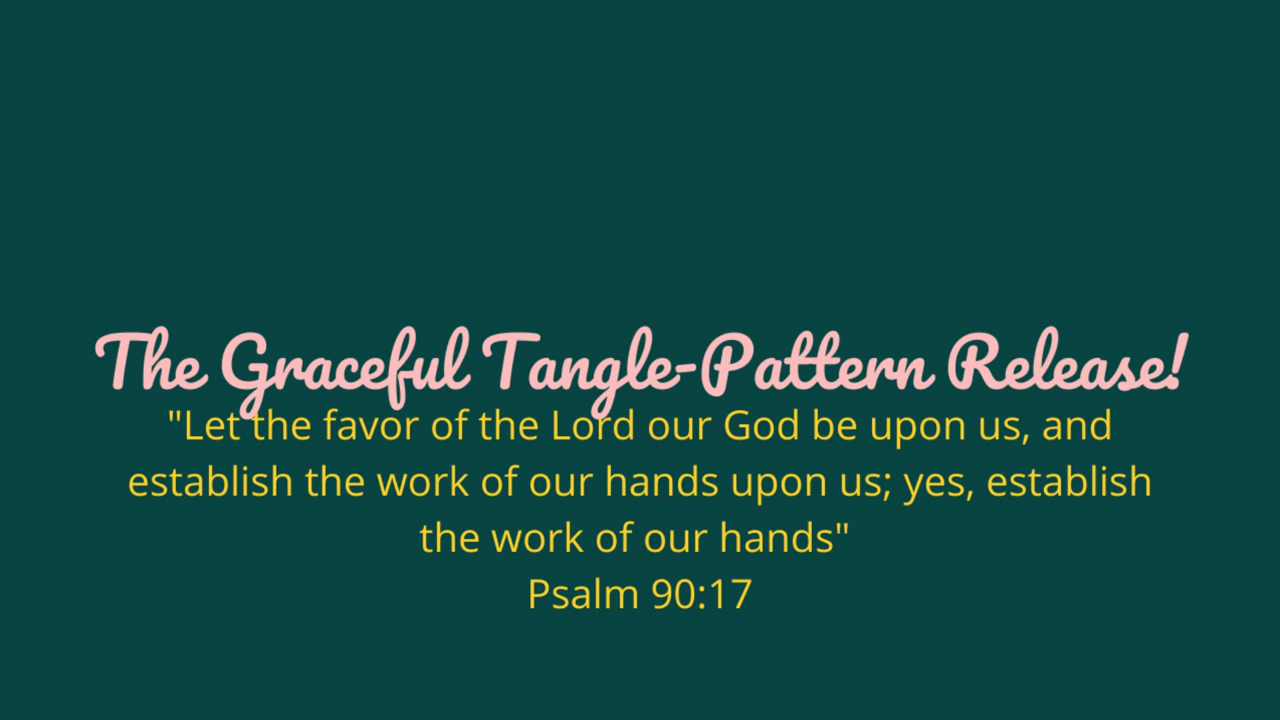 The Graceful Tangle-Pattern Release!
"Let the favor of the Lord our God be upon us, and
establish the work of our hands upon us; yes, establish
the work of our hands"
Psalm 90:17